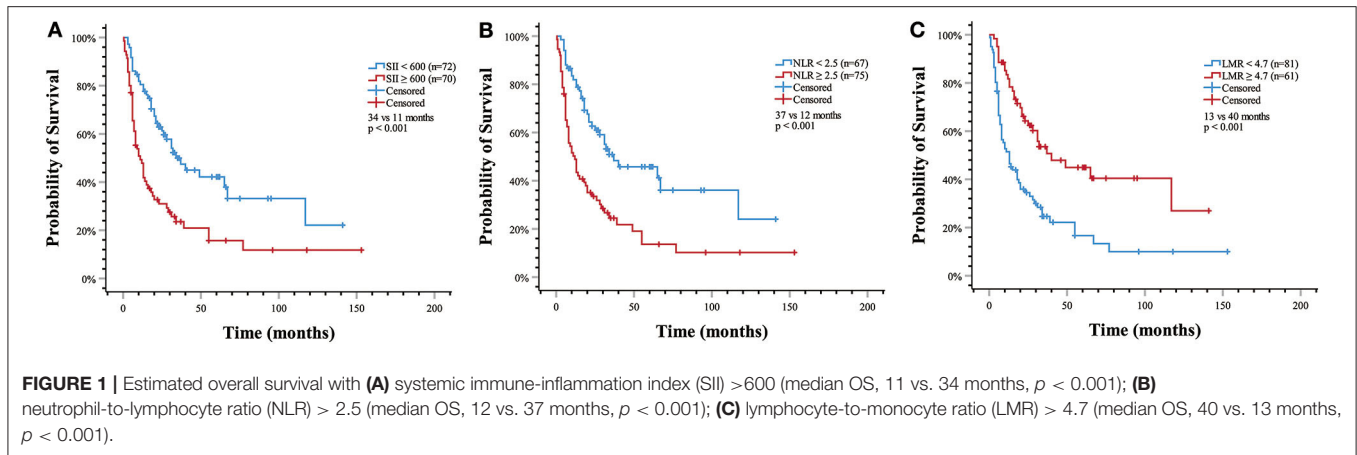 A
Probability of Survival
100%
80%
60%
40%
20%
0%
SII < 600 (n=72)
SII ≥ 600 (n=70)
Censored
Censored
34 vs 11 months
p < 0.001
0 50 100 150 200
Time (months)
B
Probability of Survival
100%
80%
60%
40%
20%
0%
NLR < 2.5 (n=67)
NLR ≥ 2.5 (n=75)
Censored
Censored
37 vs 12 months
p < 0.001
0 50 100 150 200
Time (months)
C
Probability of Survival
100%
80%
60%
40%
20%
0%
LMR < 4.7 (n=81)
LMR ≥ 4.7 (n=61)
Censored
Censored
13 vs 40 months
p < 0.001
0 50 100 150 200
Time (months)
FIGURE 1 | Estimated overall survival with (A) systemic immune-inflammation index (SII) >600 (median OS, 11 vs. 34 months, p < 0.001); (B)
neutrophil-to-lymphocyte ratio (NLR) > 2.5 (median OS, 12 vs. 37 months, p < 0.001); (C) lymphocyte-to-monocyte ratio (LMR) > 4.7 (median OS, 40 vs. 13 months,
p < 0.001).